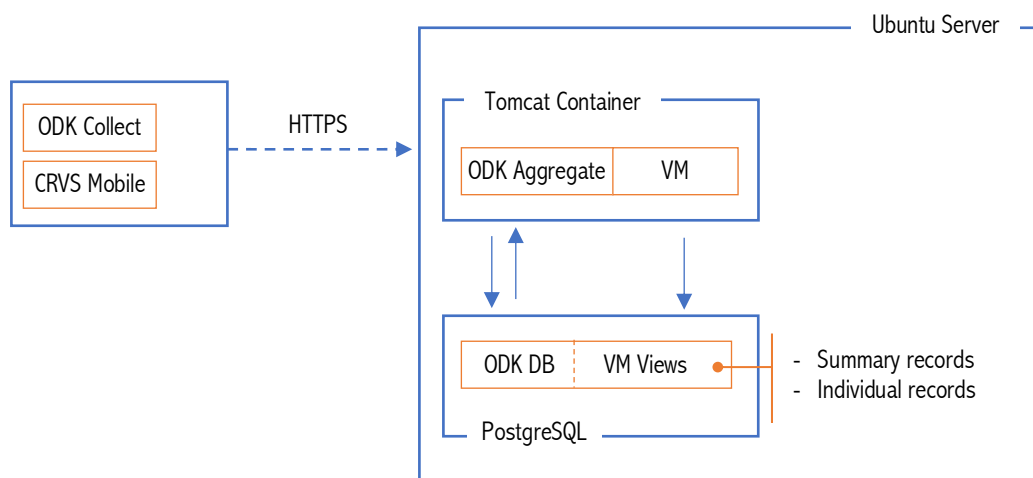 Ubuntu Server
ODK Collect
CRVS Mobile
HTTPS
Tomcat Container
ODK Aggregate
VM
ODK DB
VM Views
- Summary records
- Individual records
PostgreSQL